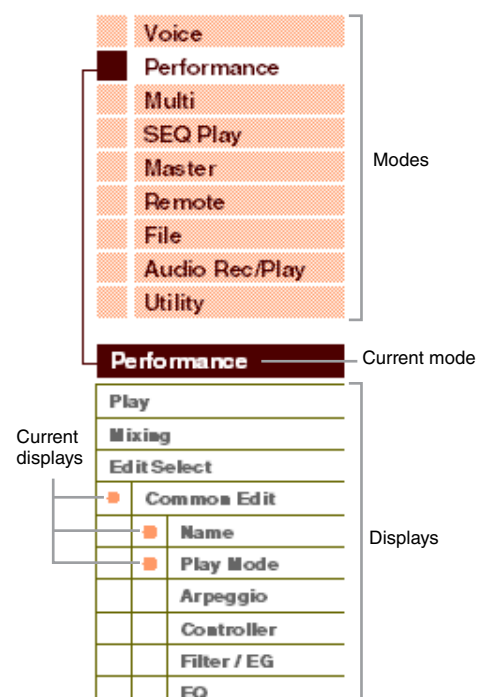 Voice
Performance
Multi
SEQ Play
Master
Remote
File
Audio Rec/Play
Utility
Modes
Performance
Current mode
Play
Mixing
Edit Select
Current
displays
Common Edit
Name
Play Mode
Displays
Arpeggio
Controller
Filter / EG
EQ